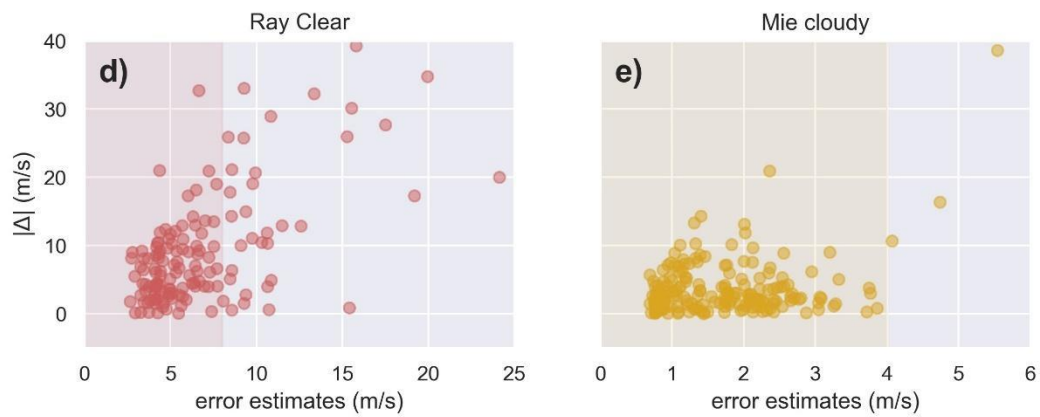 Ray Clear
Mie cloudy
d)
e)
|Δ| (m/s)
40
30
20
10
0
0 5 10 15 20 25
0 1 2 3 4 5 6
error estimates (m/s)
error estimates (m/s)